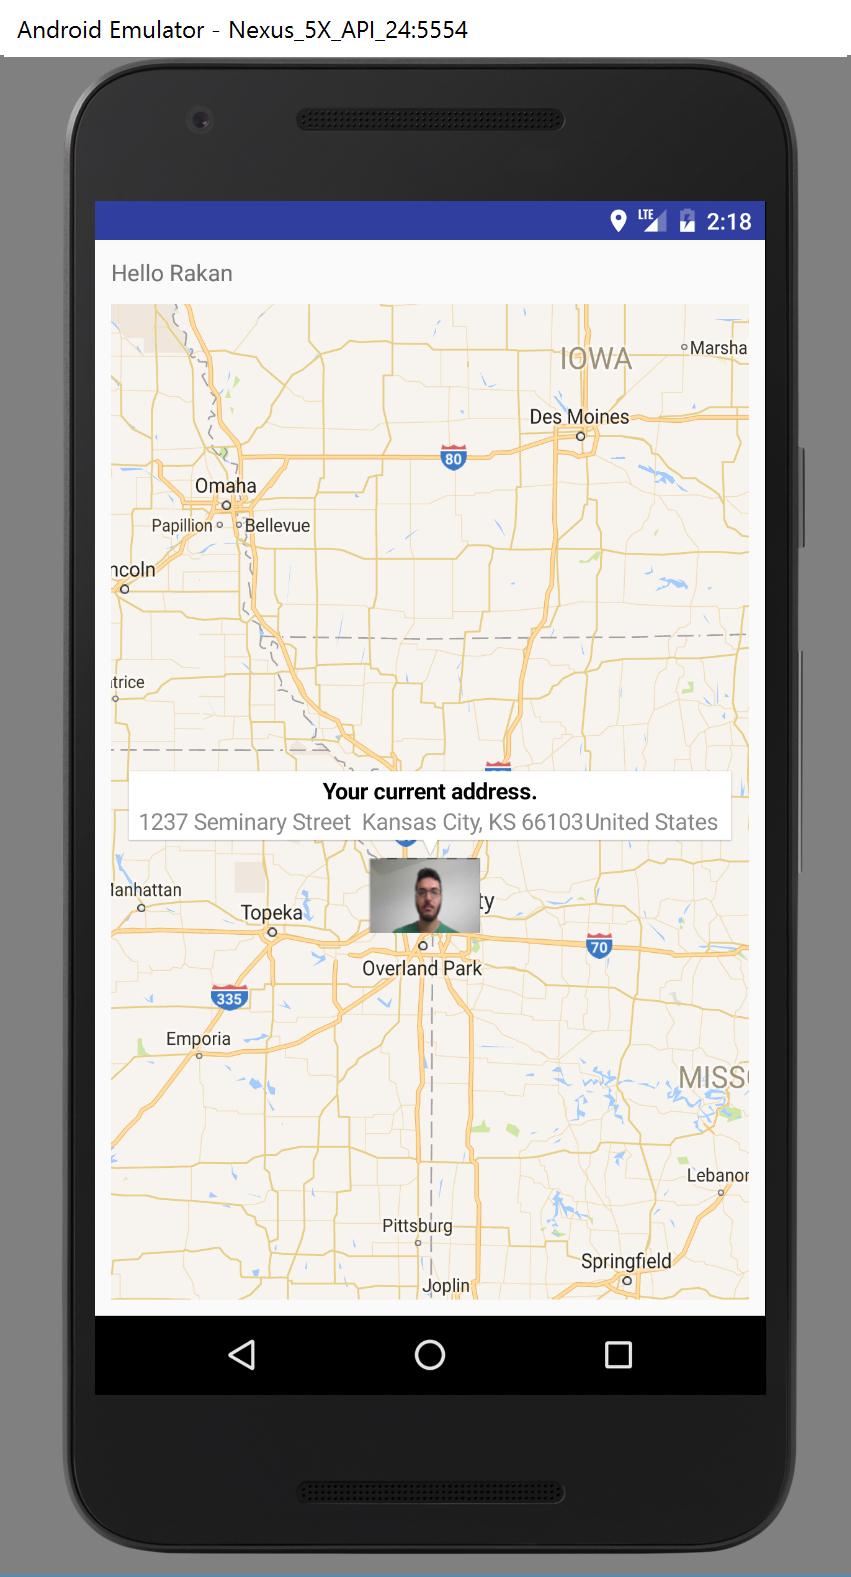 Android Emulator - Nexus_5X_API_24:5554
LTE 2:18
Hello Rakan
IOWA
Marsha
Des Moines
80
Omaha
Papillion
Bellevue
ncoln
trice
Your current address.
1237 Seminary Street  Kansas City, KS 66103United States
lanhattan
Topeka
ty
70
Overland Park
335
Emporia
MISS
Lebanon
Pittsburg
Springfield
Joplin